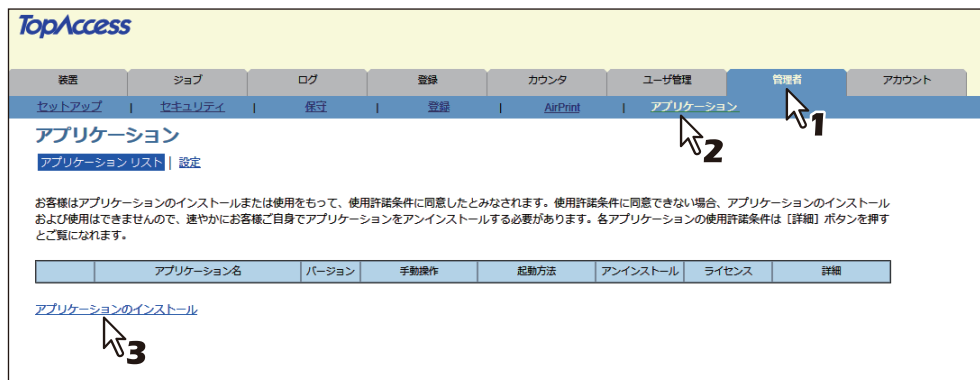 TopAccess
装置 ジョブ ログ 登録 カウンタ ユーザ管理 管理者 アカウント
セットアップ | セキュリティ | 保守 | 登録 | AirPrint | アプリケーション
1
2
アプリケーション
アプリケーション リスト | 設定
お客様はアプリケーションのインストールまたは使用をもって、使用許諾条件に同意したとみなされます。使用許諾条件に同意できない場合、アプリケーションのインストール
および使用はできませんので、速やかにお客様ご自身でアプリケーションをアンインストールする必要があります。各アプリケーションの使用許諾条件は［詳細］ボタンを押す
とご覧になれます。
アプリケーション名 バージョン 手動操作 起動方法 アンインストール ライセンス 詳細
アプリケーションのインストール
3